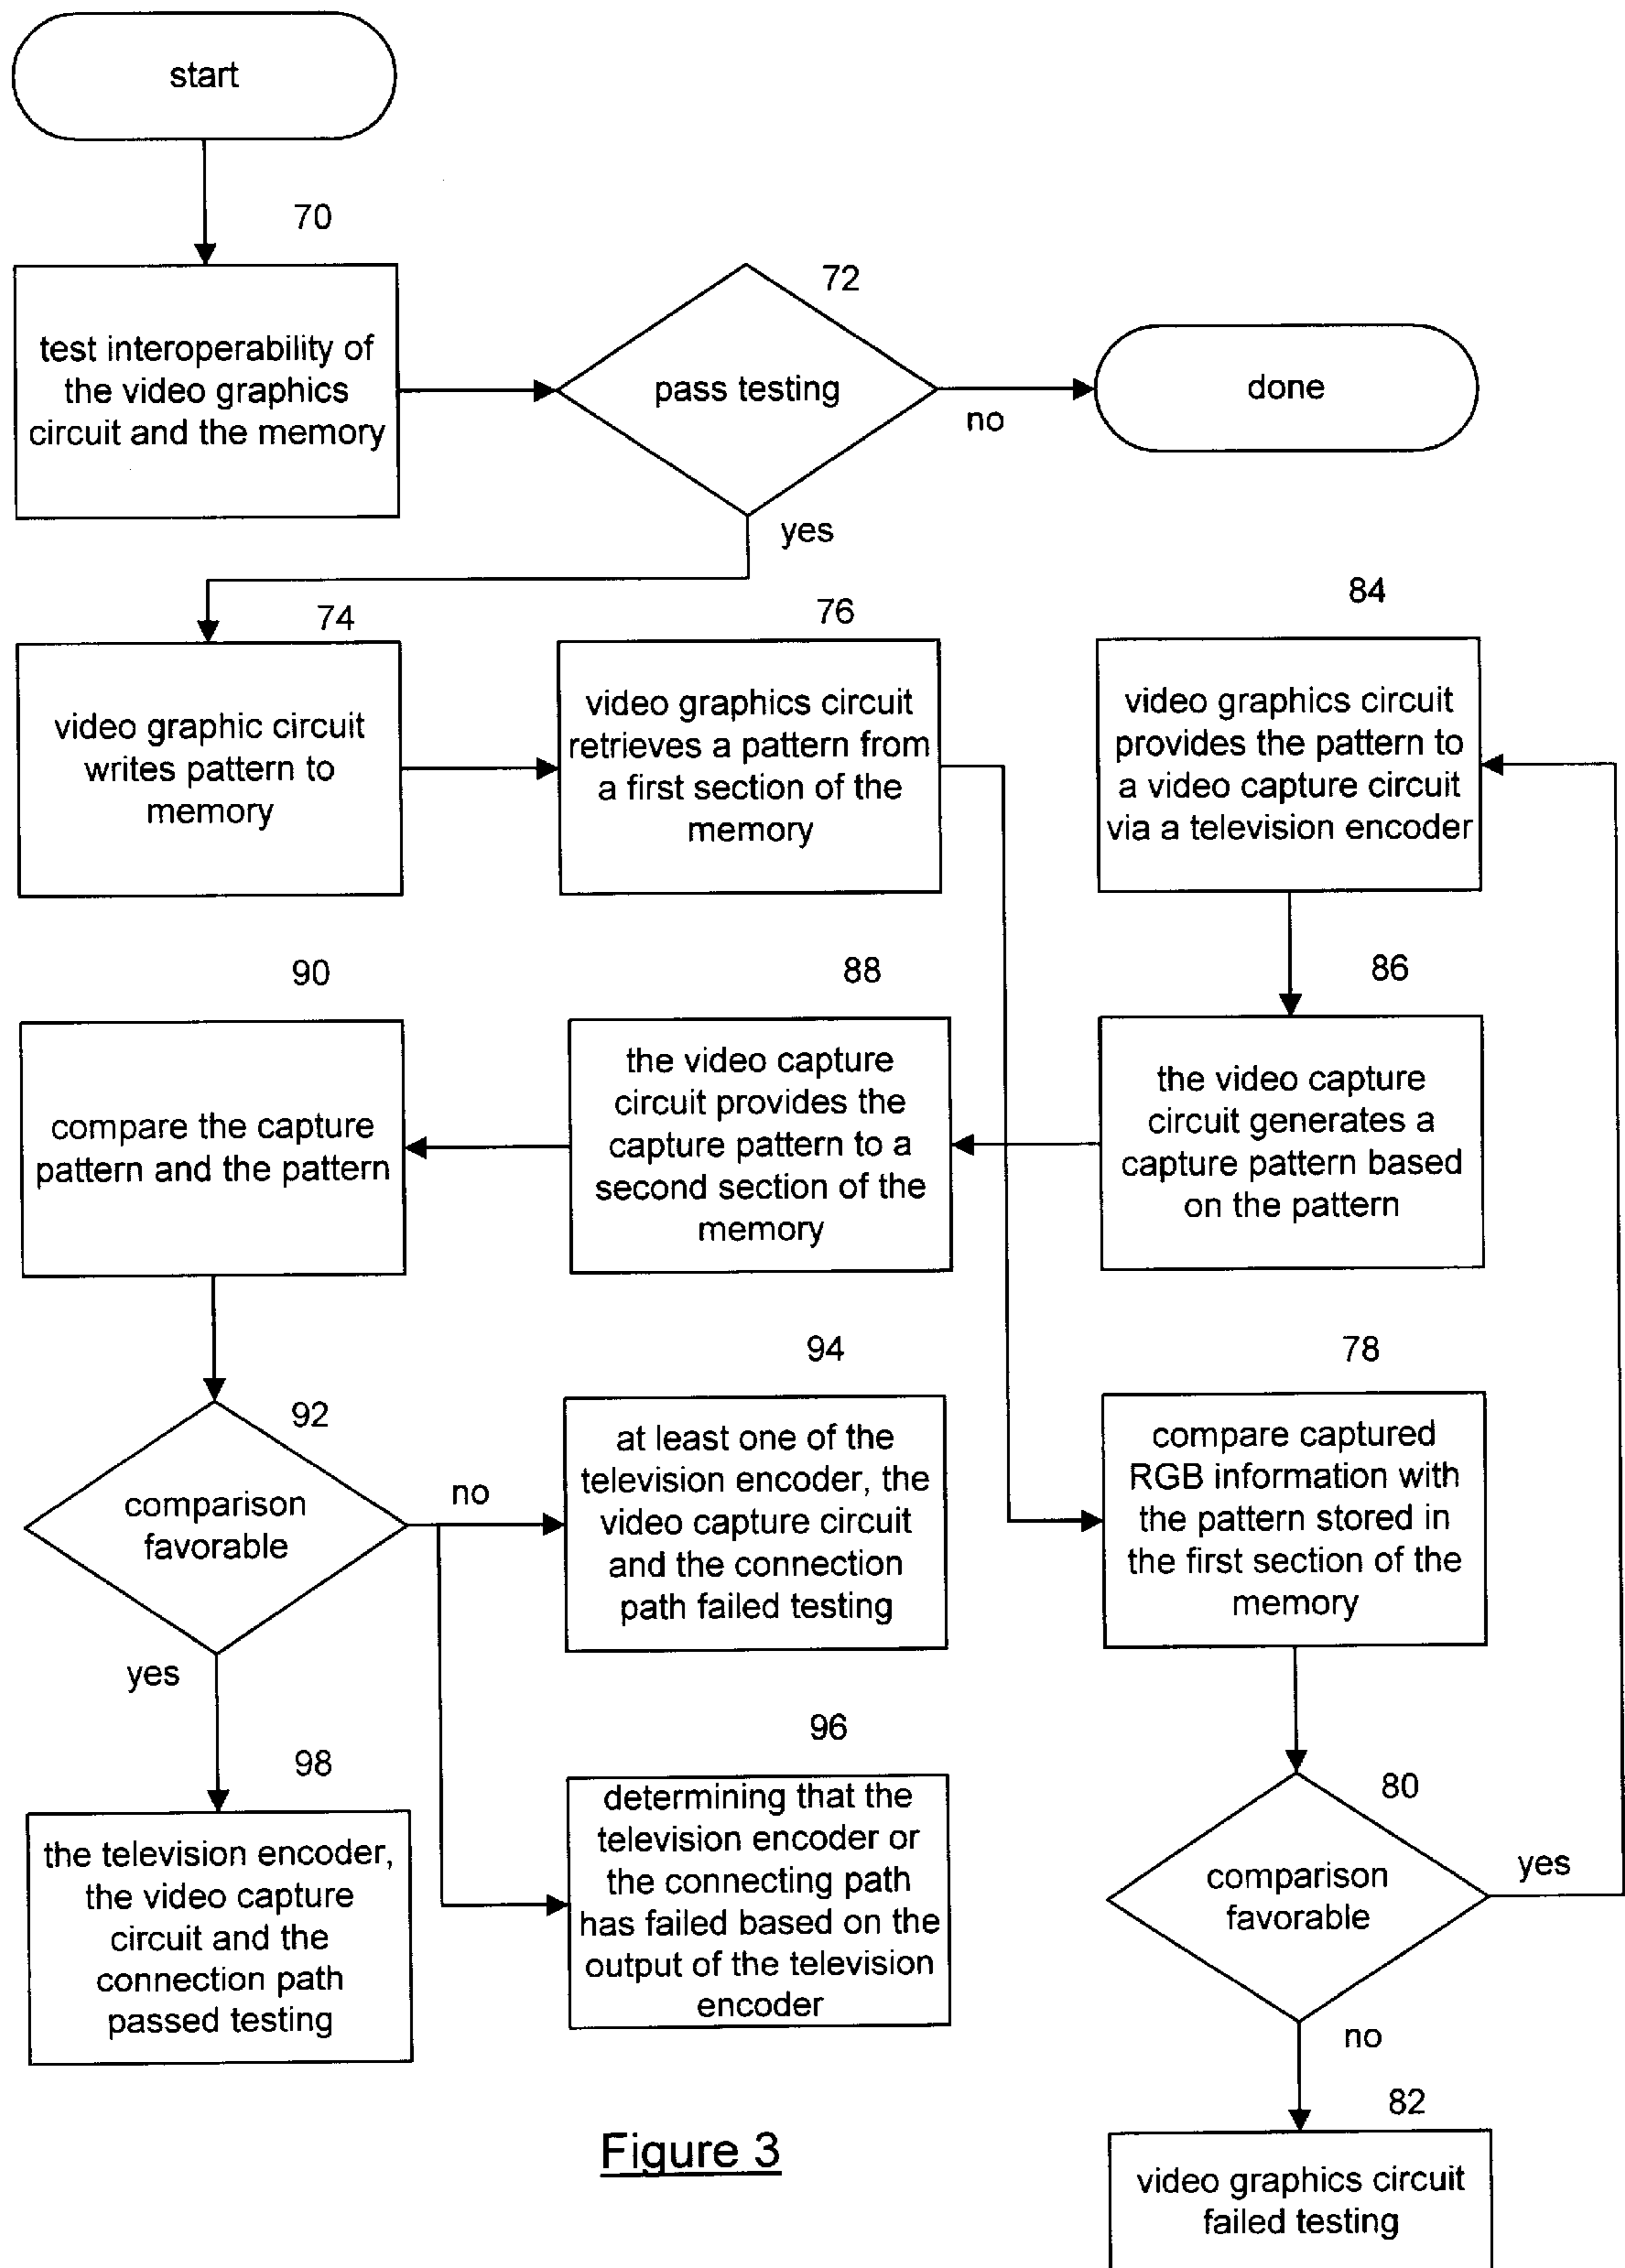 start
70
test interoperability of
the video graphics
circuit and the memory
72
pass testing
no
done
yes
74
video graphic circuit
writes pattern to
memory
76
video graphics circuit
retrieves a pattern from
a first section of the
memory
84
video graphics circuit
provides the pattern to
a video capture circuit
via a television encoder
90
compare the capture
pattern and the pattern
88
the video capture
circuit provides the
capture pattern to a
second section of the
memory
86
the video capture
circuit generates a
capture pattern based
on the pattern
92
comparison
favorable
no
yes
94
at least one of the
television encoder, the
video capture circuit
and the connection
path failed testing
78
compare captured
RGB information with
the pattern stored in
the first section of the
memory
98
the television encoder,
the video capture
circuit and the
connection path
passed testing
96
determining that the
television encoder or
the connecting path
has failed based on the
output of the television
encoder
80
comparison
favorable
yes
no
82
video graphics circuit
failed testing
Figure 3